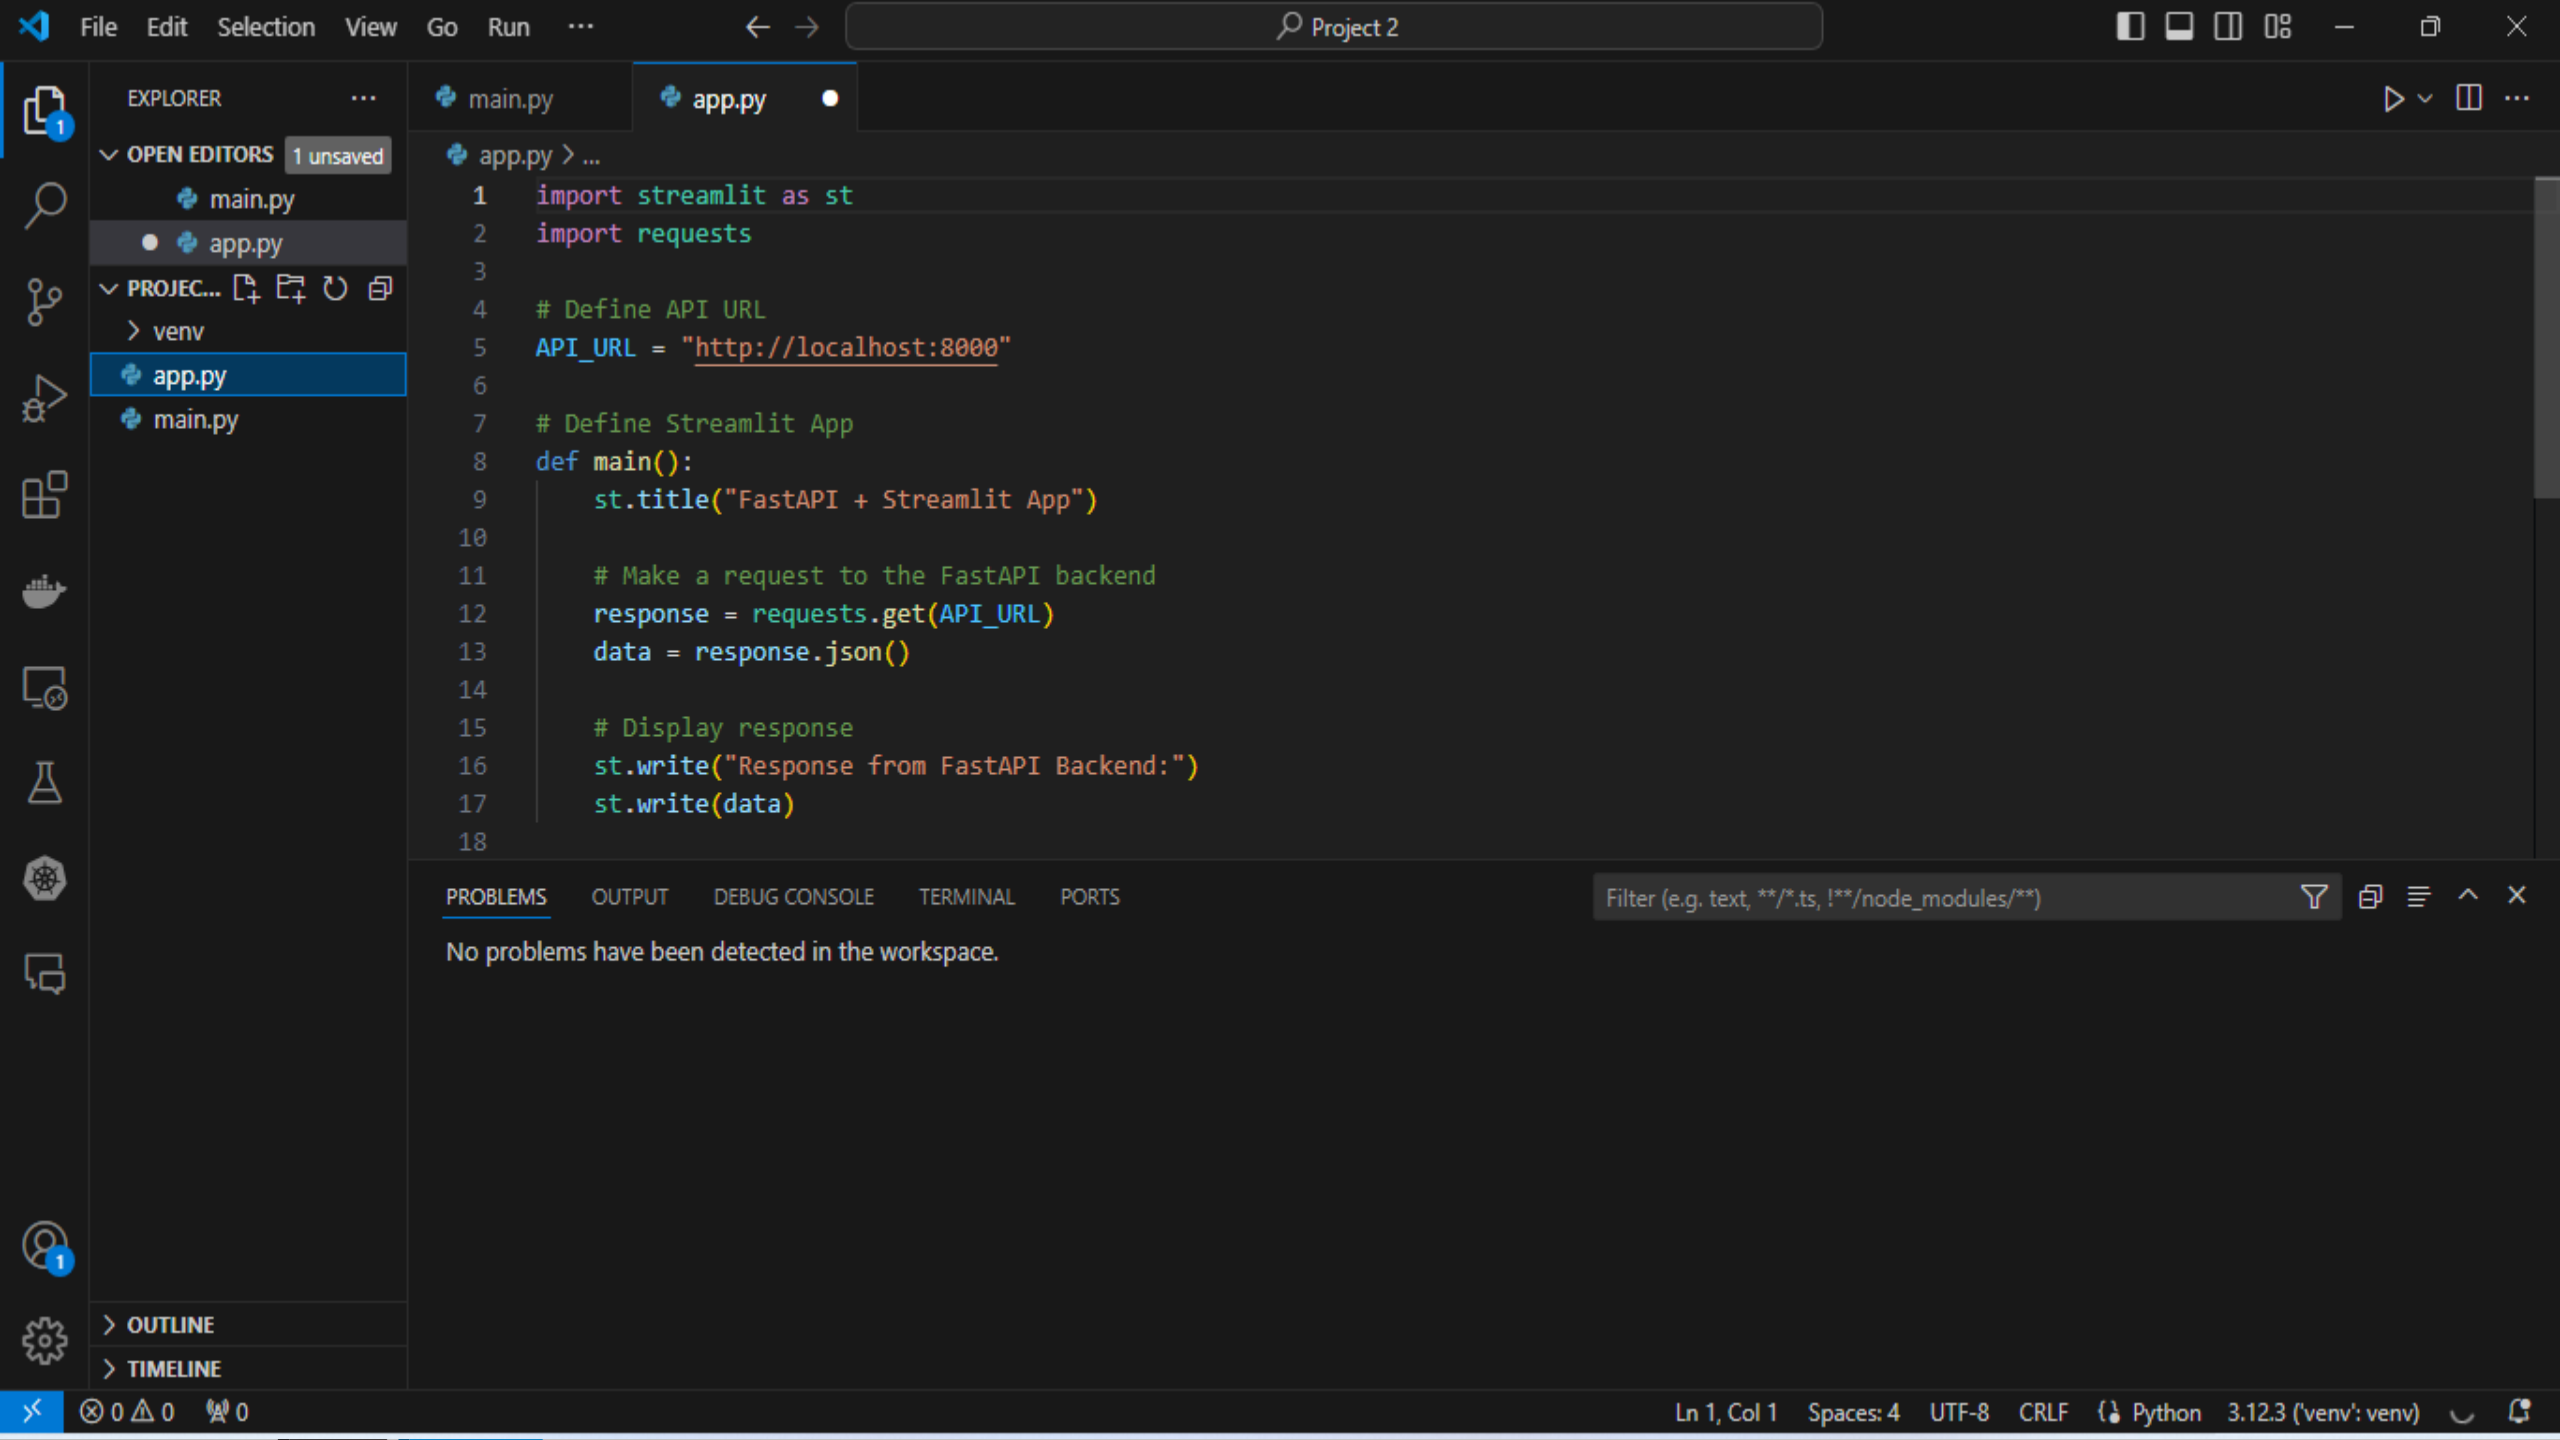 File Edit Selection View Go Run ··· Project 2
EXPLORER ···
OPEN EDITORS 1 unsaved
main.py
app.py
PROJEC...
venv
app.py
main.py
OUTLINE
TIMELINE
1
1
main.py app.py
app.py > ...
1 import streamlit as st
2 import requests
3
4 # Define API URL
5 API_URL = "http://localhost:8000"
6
7 # Define Streamlit App
8 def main():
9     st.title("FastAPI + Streamlit App")
10
11     # Make a request to the FastAPI backend
12     response = requests.get(API_URL)
13     data = response.json()
14
15     # Display response
16     st.write("Response from FastAPI Backend:")
17     st.write(data)
18
PROBLEMS OUTPUT DEBUG CONSOLE TERMINAL PORTS Filter (e.g. text, **/*.ts, !**/node_modules/**)
No problems have been detected in the workspace.
0 0 0 Ln 1, Col 1 Spaces: 4 UTF-8 CRLF Python 3.12.3 ('venv': venv)